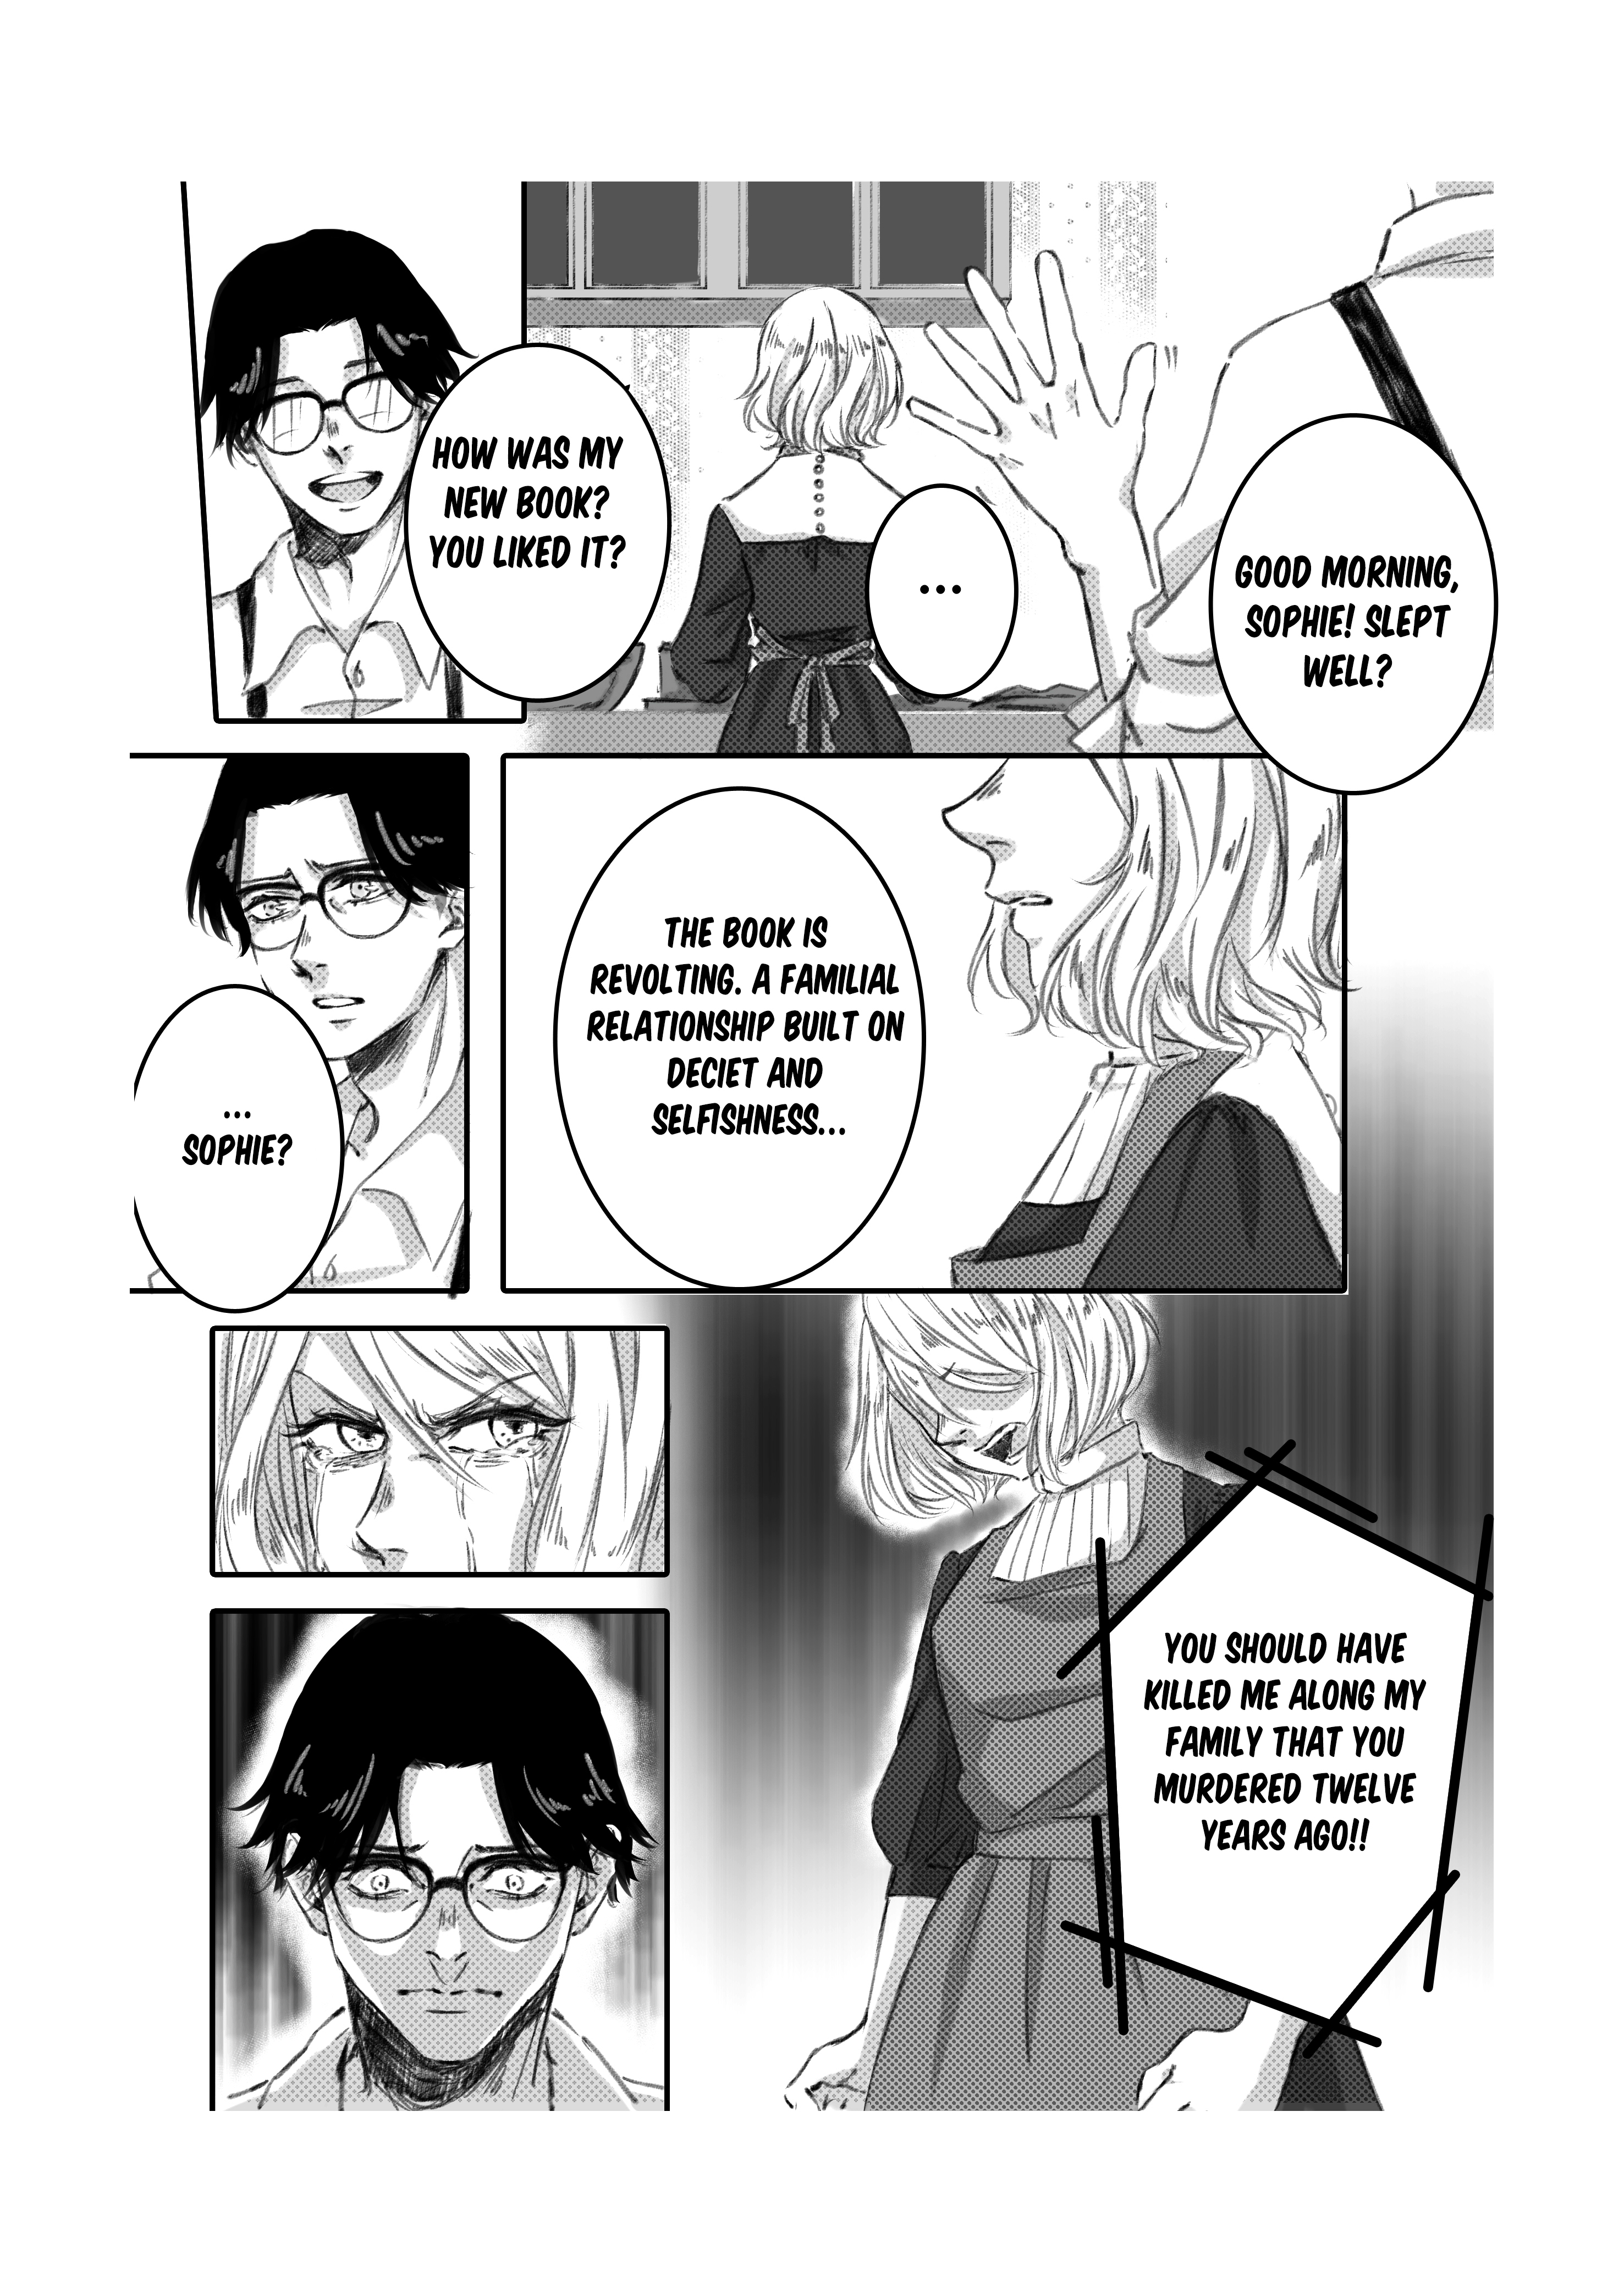 GOOD MORNING,
SOPHIE! SLEPT
WELL?
...
HOW WAS MY
NEW BOOK?
YOU LIKED IT?
THE BOOK IS
REVOLTING. A FAMILIAL
RELATIONSHIP BUILT ON
DECIET AND
SELFISHNESS...
...
SOPHIE?
YOU SHOULD HAVE
KILLED ME ALONG MY
FAMILY THAT YOU
MURDERED TWELVE
YEARS AGO!!